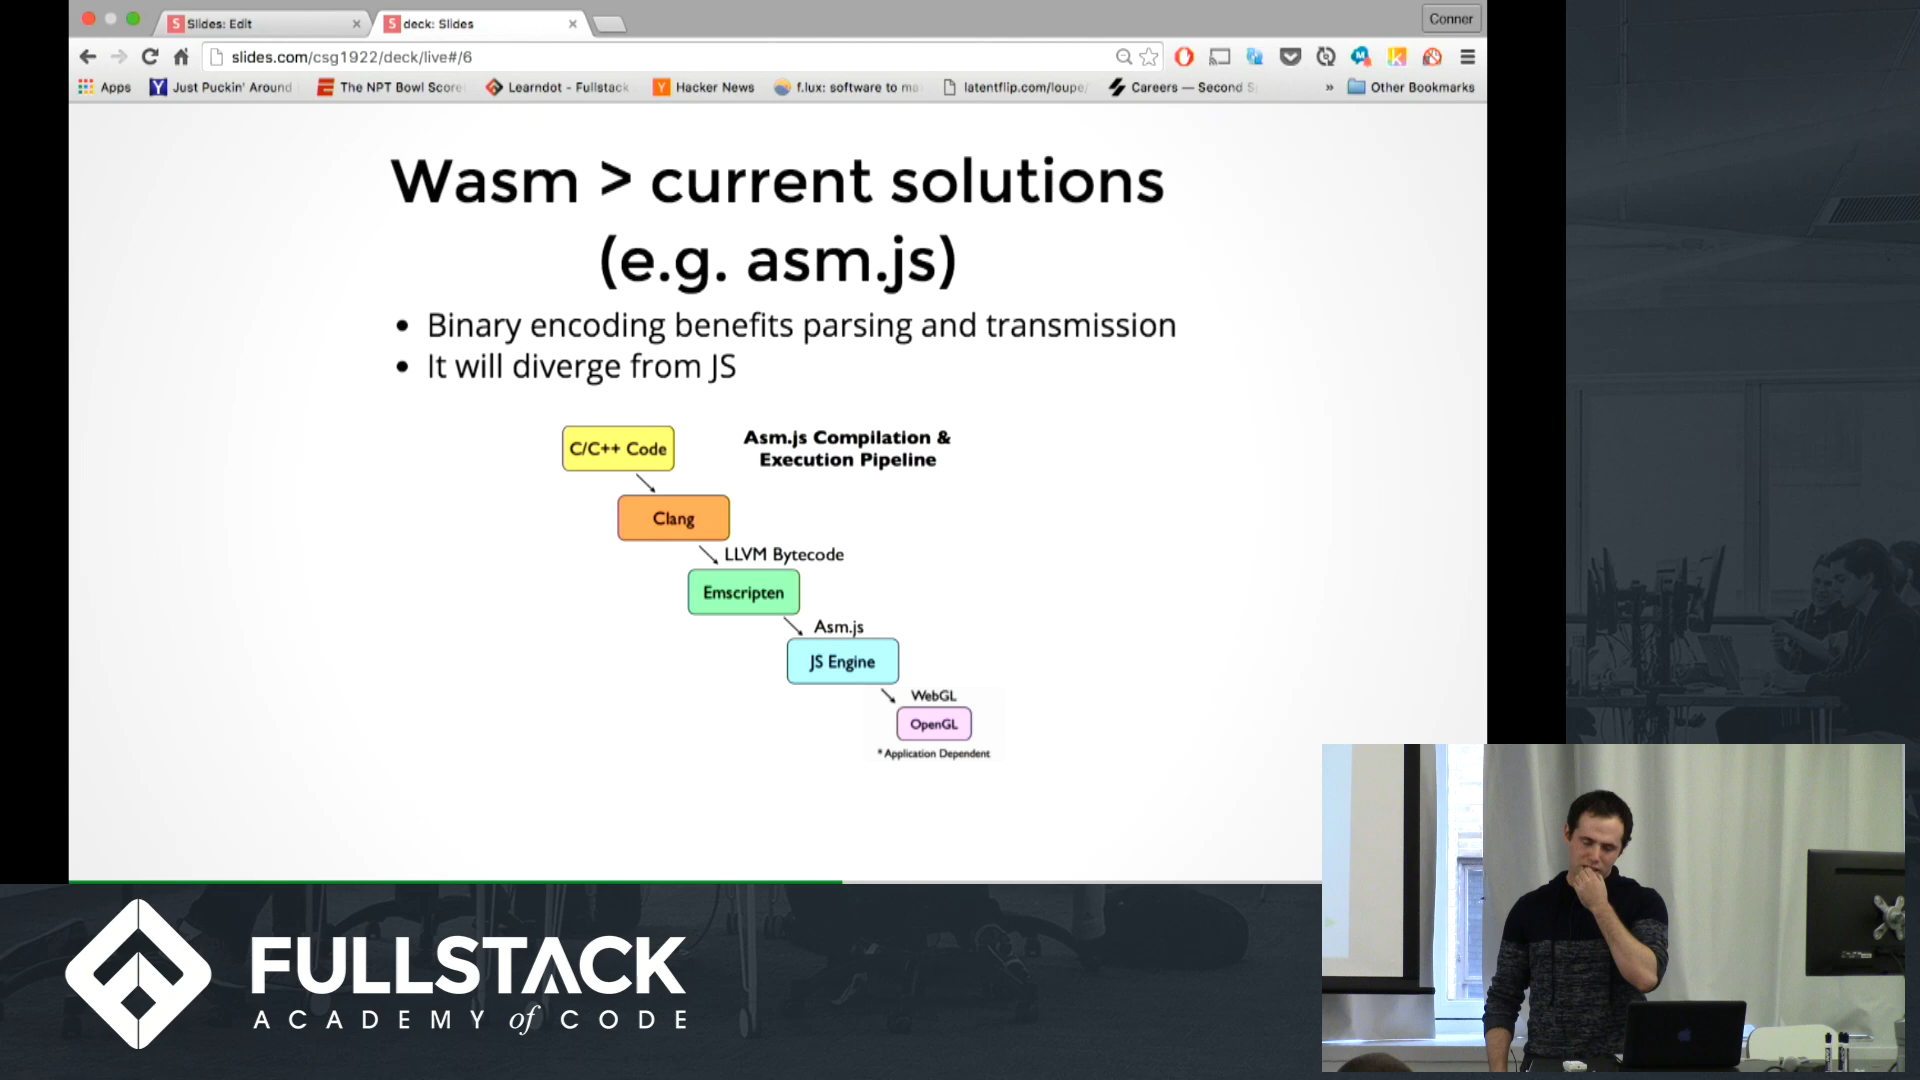 Slides: Edit
deck: Slides
Conner
slides.com/csg1922/deck/live#/6
Apps
Just Puckin' Around
The NPT Bowl Score
Learndot - Fullstack
Hacker News
f.lux: software to ma
latentflip.com/loupe/
Careers — Second S
»
Other Bookmarks
Wasm > current solutions
(e.g. asm.js)
• Binary encoding benefits parsing and transmission
• It will diverge from JS
Asm.js Compilation &
Execution Pipeline
C/C++ Code
Clang
LLVM Bytecode
Emscripten
Asm.js
JS Engine
WebGL
OpenGL
* Application Dependent
FULLSTACK
ACADEMY of CODE